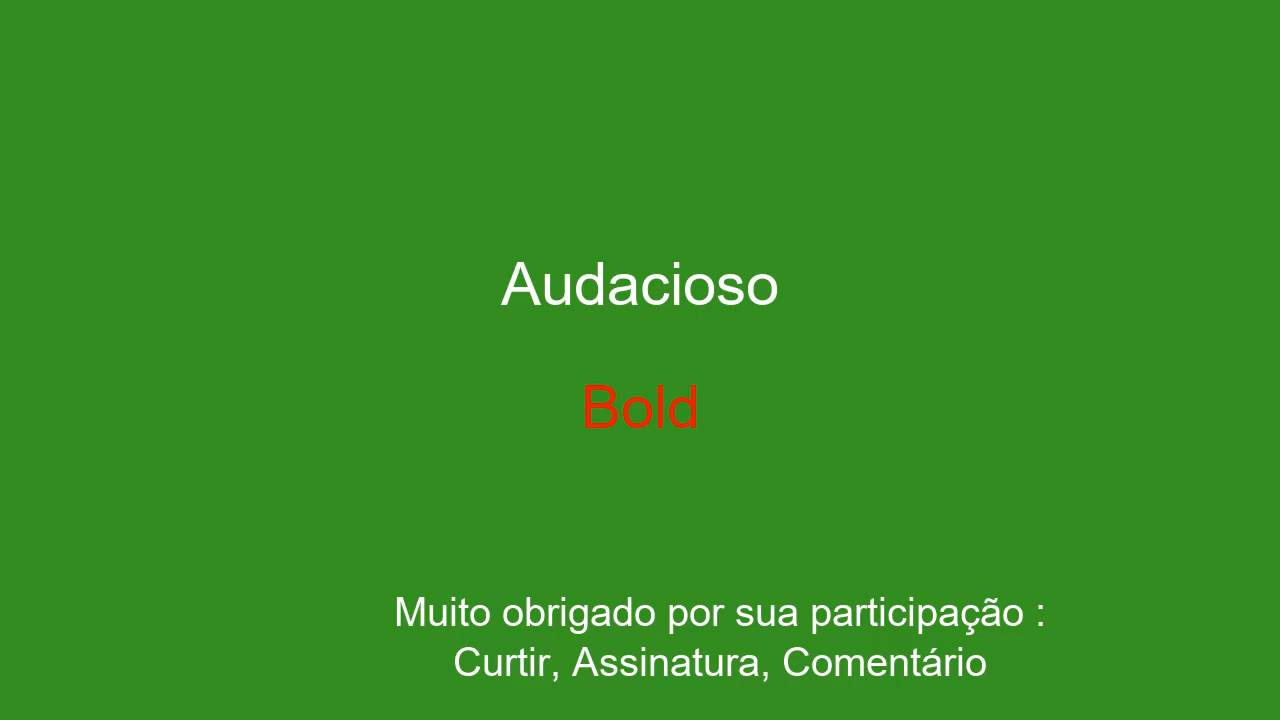 Audacioso
Bold
Muito obrigado por sua participação :
Curtir, Assinatura, Comentário